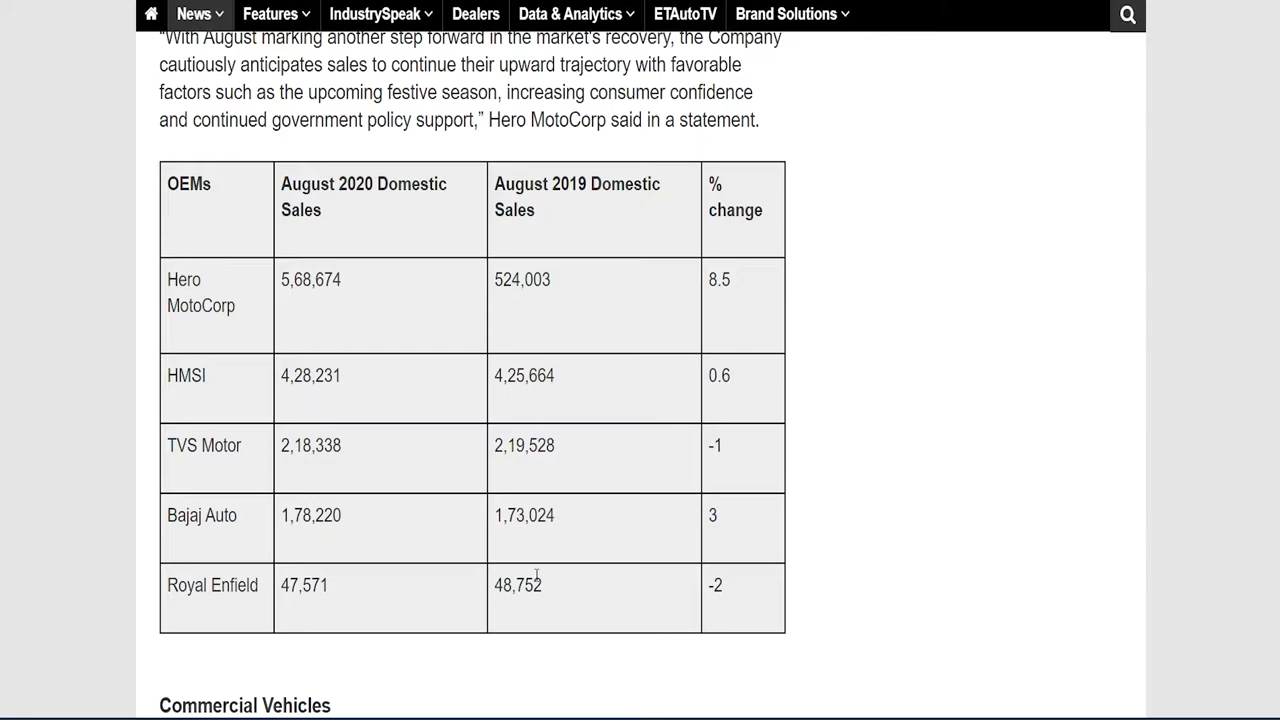 News Features IndustrySpeak Dealers Data & Analytics ETAutoTV Brand Solutions
“With August marking another step forward in the market's recovery, the Company
cautiously anticipates sales to continue their upward trajectory with favorable
factors such as the upcoming festive season, increasing consumer confidence
and continued government policy support,” Hero MotoCorp said in a statement.
OEMs August 2020 Domestic Sales August 2019 Domestic Sales % change
Hero MotoCorp 5,68,674 524,003 8.5
HMSI 4,28,231 4,25,664 0.6
TVS Motor 2,18,338 2,19,528 -1
Bajaj Auto 1,78,220 1,73,024 3
Royal Enfield 47,571 48,752 -2
Commercial Vehicles